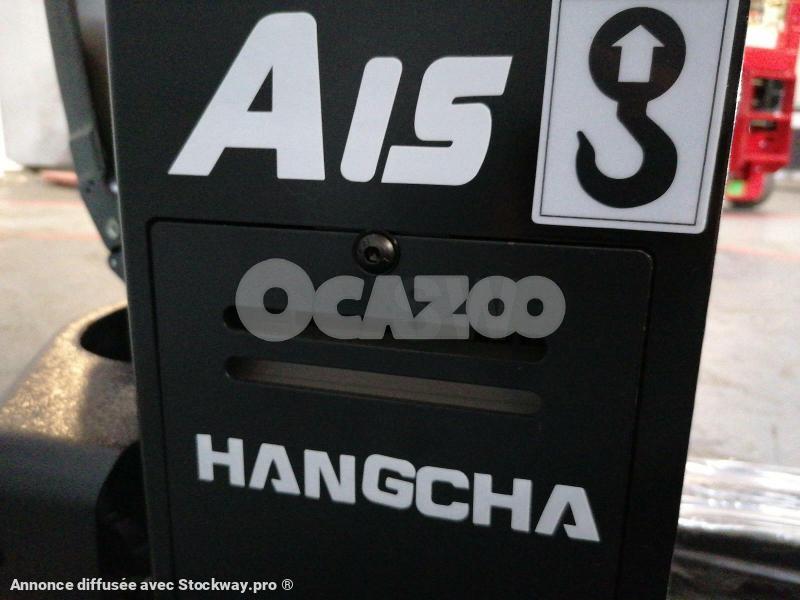 A15
OCAZOO
HANGCHA
Annonce diffusée avec Stockway.pro ®